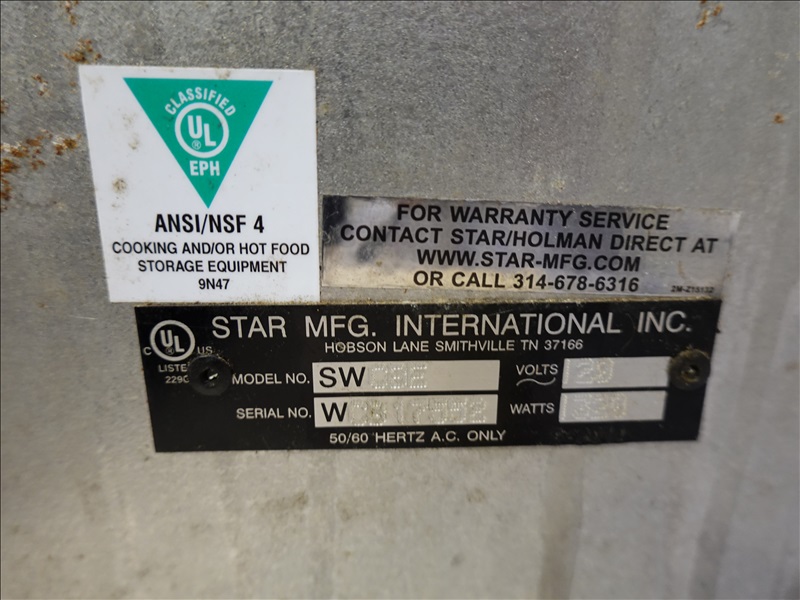 CLASSIFIED
UL
EPH
ANSI/NSF 4
COOKING AND/OR HOT FOOD
STORAGE EQUIPMENT
9N47
FOR WARRANTY SERVICE
CONTACT STAR/HOLMAN DIRECT AT
WWW.STAR-MFG.COM
OR CALL 314-678-6316
C UL US
STAR MFG. INTERNATIONAL INC.
HOBSON LANE SMITHVILLE TN 37166
MODEL NO.
VOLTS
SERIAL NO.
WATTS
50/60 HERTZ A.C. ONLY